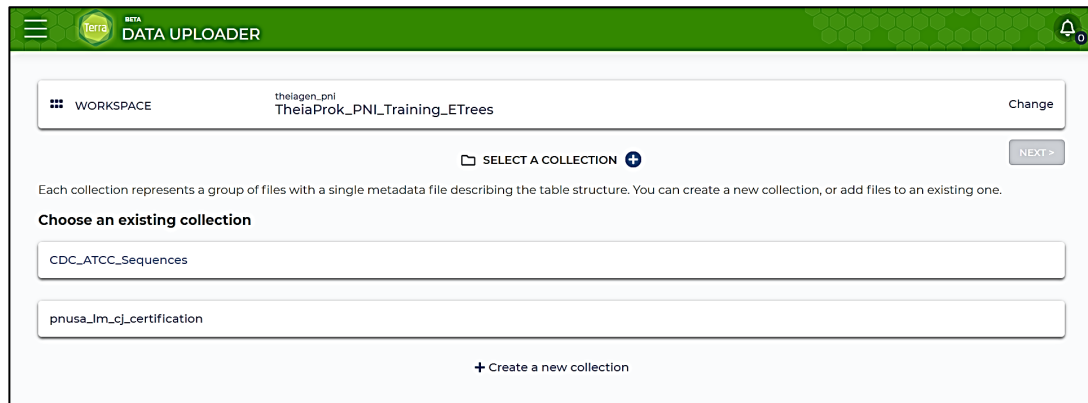 Terra
BETA
DATA UPLOADER
0
WORKSPACE
theiagen_pni
TheiaProk_PNI_Training_ETrees
Change
SELECT A COLLECTION
NEXT >
Each collection represents a group of files with a single metadata file describing the table structure. You can create a new collection, or add files to an existing one.
Choose an existing collection
CDC_ATCC_Sequences
pnusa_lm_cj_certification
+ Create a new collection